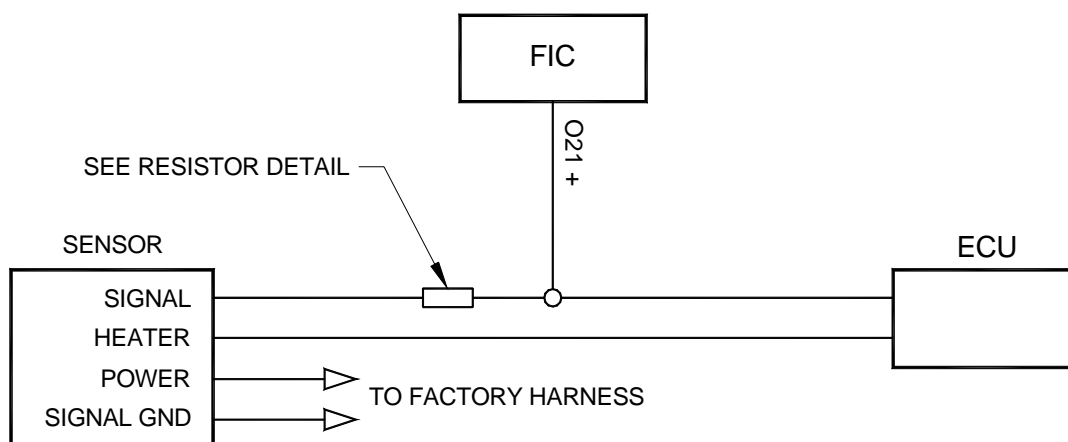 FIC
O21 +
SEE RESISTOR DETAIL
SENSOR
ECU
SIGNAL
HEATER
POWER
TO FACTORY HARNESS
SIGNAL GND